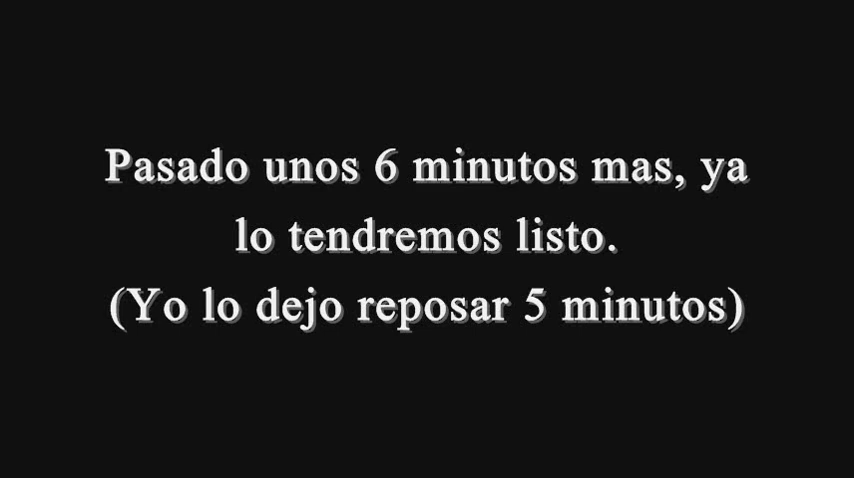 Pasado unos 6 minutos mas, ya
lo tendremos listo.
(Yo lo dejo reposar 5 minutos)